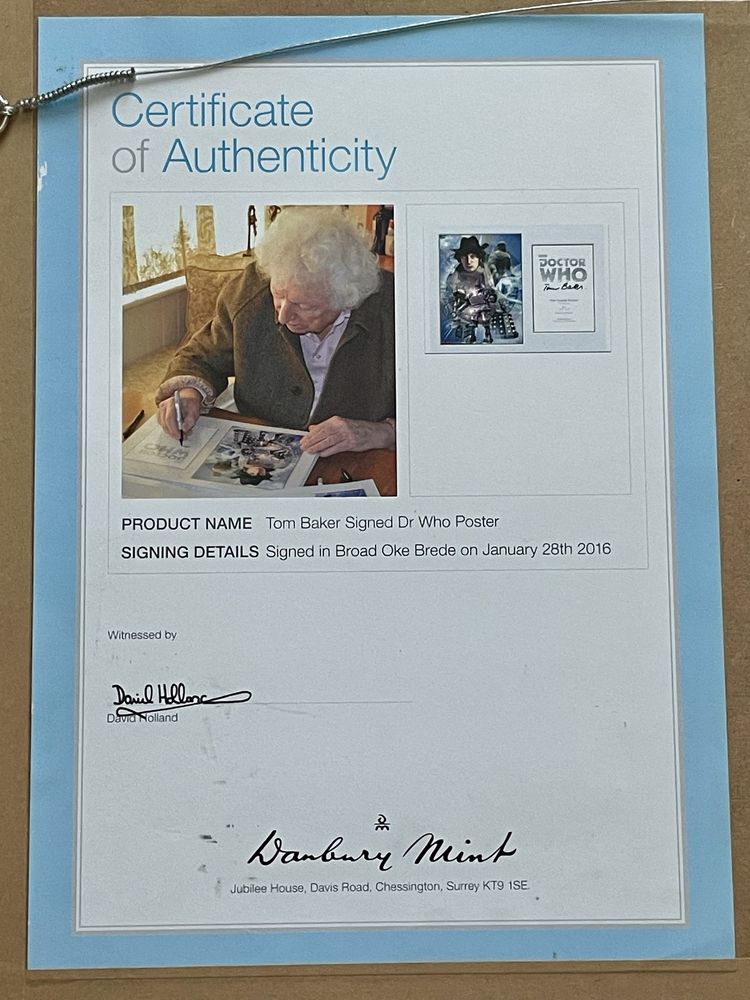 Certificate
of Authenticity
DOCTOR
WHO
Tom Baker
PRODUCT NAME Tom Baker Signed Dr Who Poster
SIGNING DETAILS Signed in Broad Oke Brede on January 28th 2016
Witnessed by
David Holland
David Holland
Danbury Mint
Jubilee House, Davis Road, Chessington, Surrey KT9 1SE.